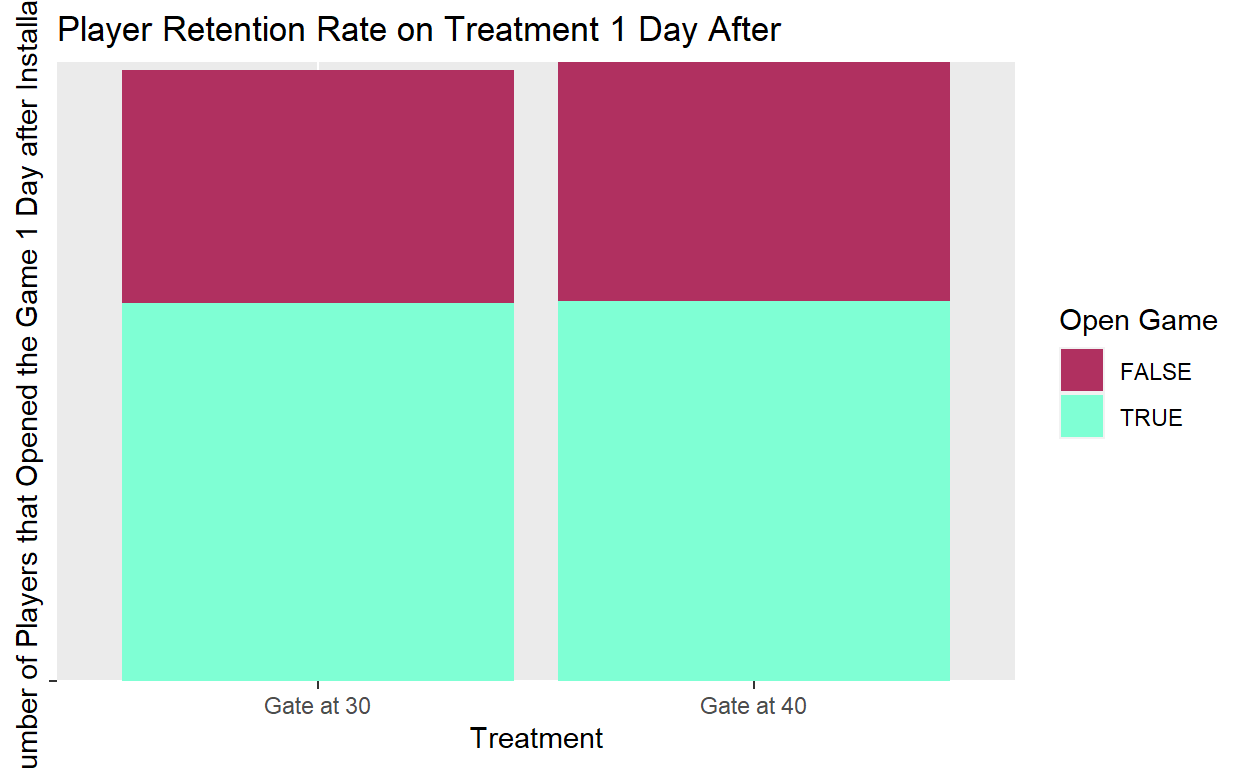 Player Retention Rate on Treatment 1 Day After
umber of Players that Opened the Game 1 Day after Installa
Gate at 30
Gate at 40
Treatment
Open Game
FALSE
TRUE